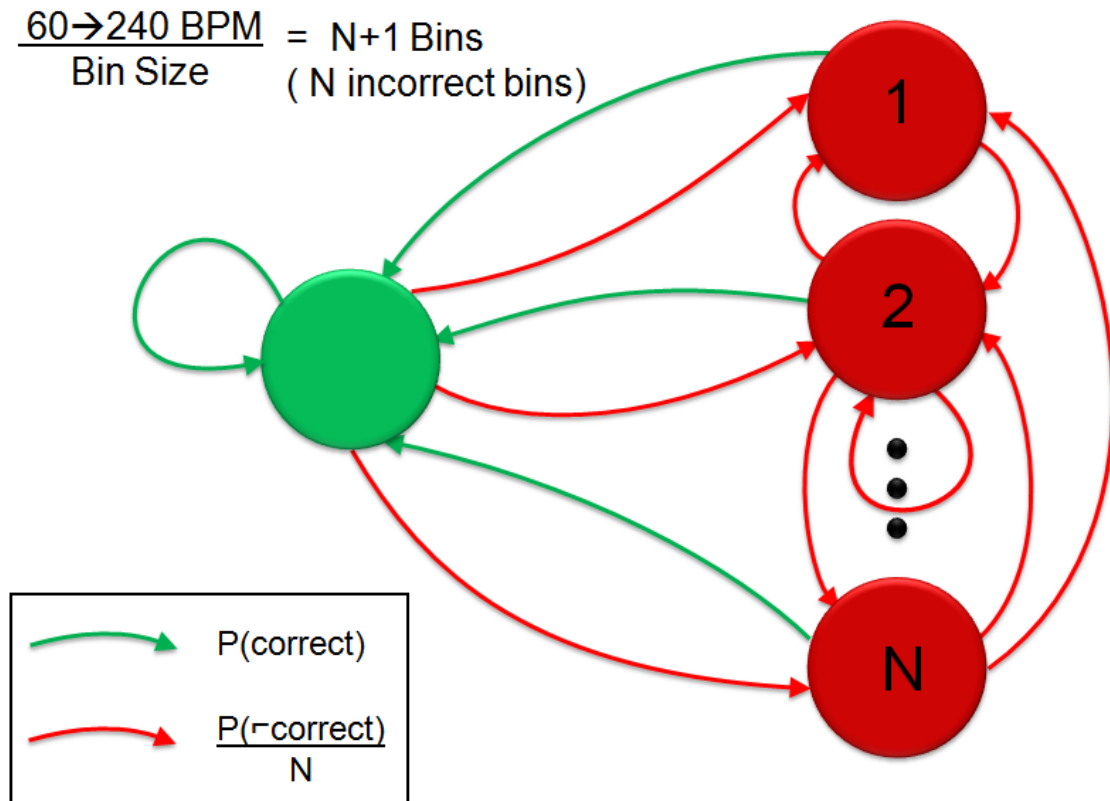 60→240 BPM = N+1 Bins
Bin Size ( N incorrect bins)
1
2
N
P(correct)
P(⌐correct)
N